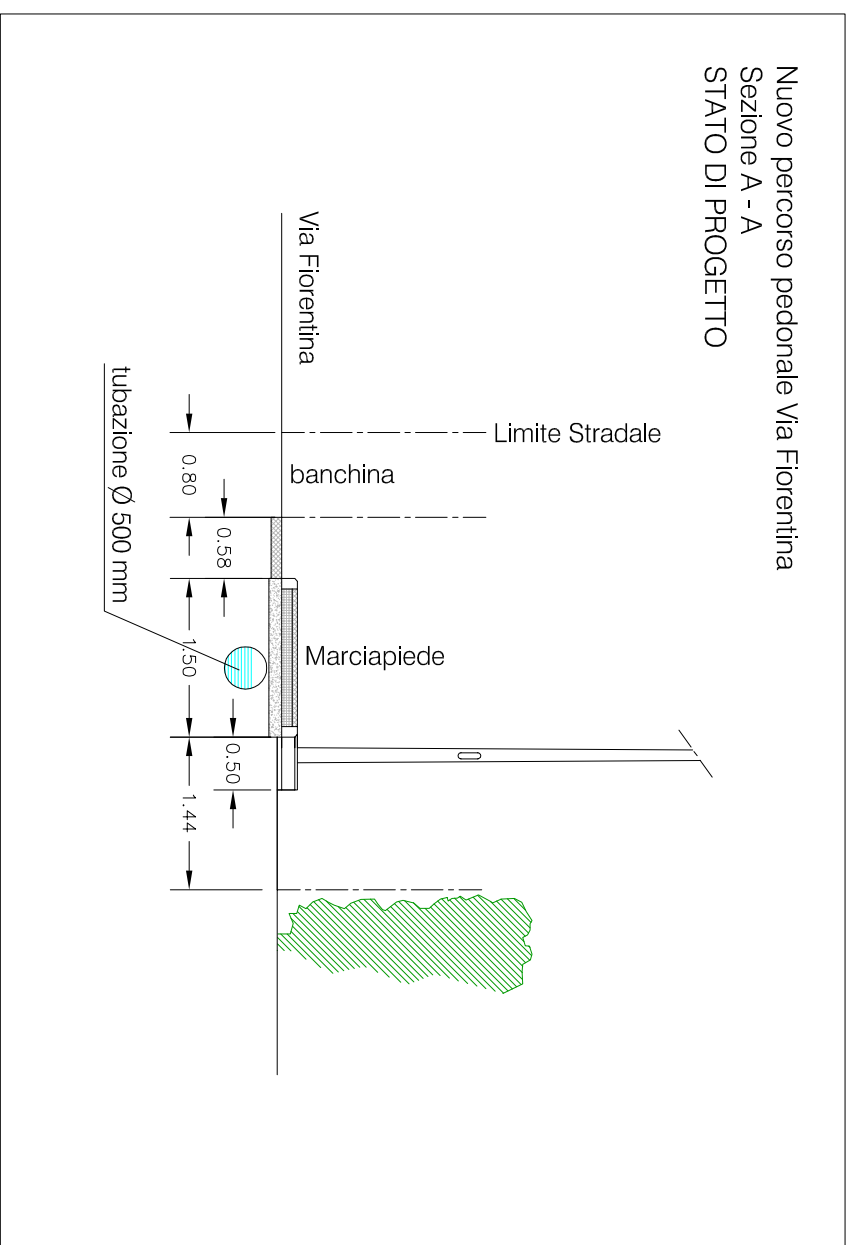 Nuovo percorso pedonale Via Fiorentina
Sezione A - A
STATO DI PROGETTO
Limite Stradale
Via Fiorentina
banchina
Marciapiede
0.58
0.50
0.80
1.50
1.44
tubazione Ø 500 mm